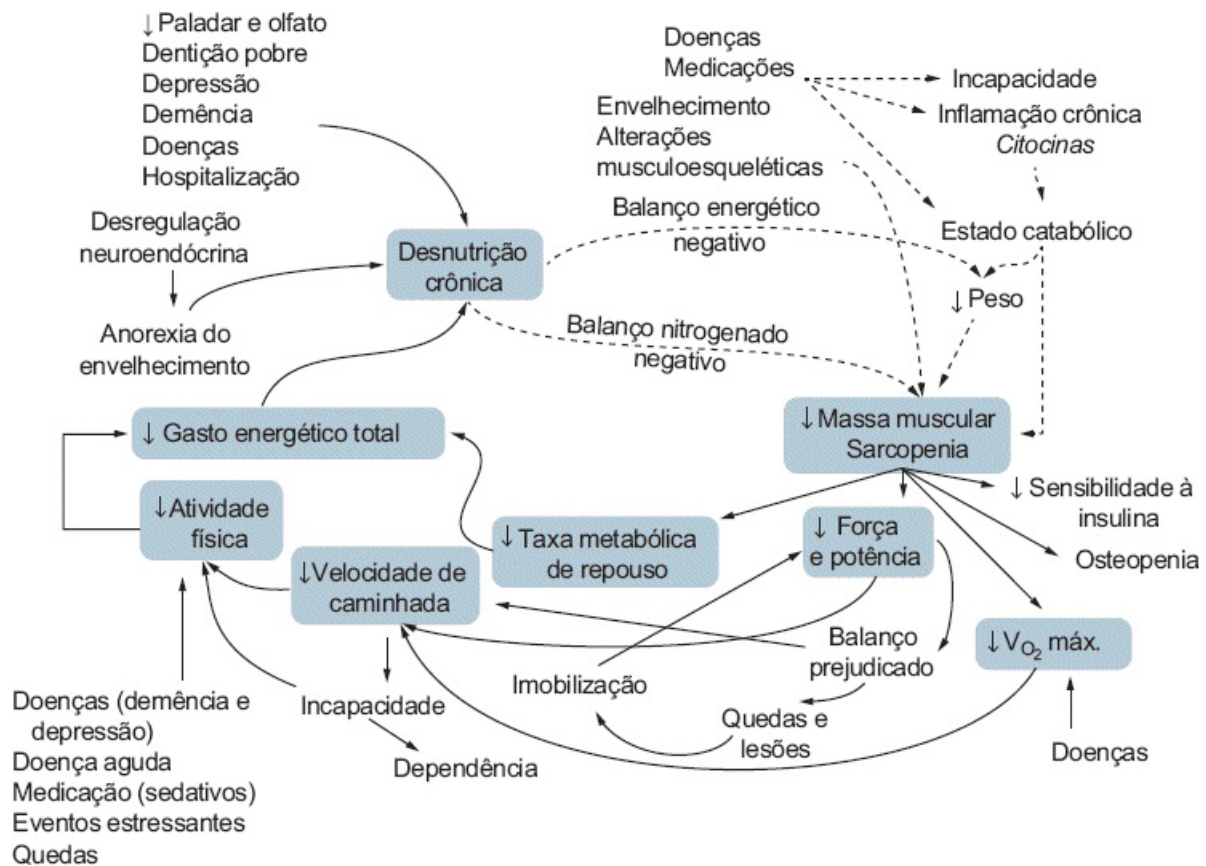 ↓ Paladar e olfato
Dentição pobre
Depressão
Demência
Doenças
Hospitalização
Desregulação
neuroendócrina
Anorexia do
envelhecimento
Desnutrição
crônica
Doenças
Medicações
Envelhecimento
Alterações
musculoesqueléticas
Incapacidade
Inflamação crônica
Citocinas
Estado catabólico
Balanço energético
negativo
↓ Peso
Balanço nitrogenado
negativo
↓ Massa muscular
Sarcopenia
↓ Gasto energético total
↓ Atividade
física
↓ Velocidade de
caminhada
↓ Taxa metabólica
de repouso
↓ Força
e potência
↓ Sensibilidade à
insulina
Osteopenia
↓ VO₂ máx.
Doenças
Balanço
prejudicado
Quedas e
lesões
Imobilização
Incapacidade
Dependência
Doenças (demência e
depressão)
Doença aguda
Medicação (sedativos)
Eventos estressantes
Quedas